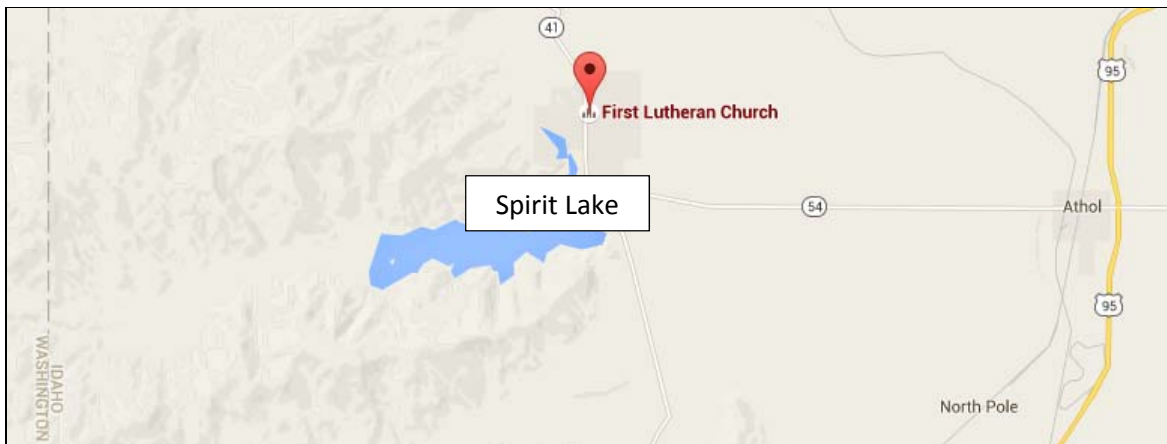 41
95
First Lutheran Church
Spirit Lake
54
Athol
95
IDAHO
WASHINGTON
North Pole